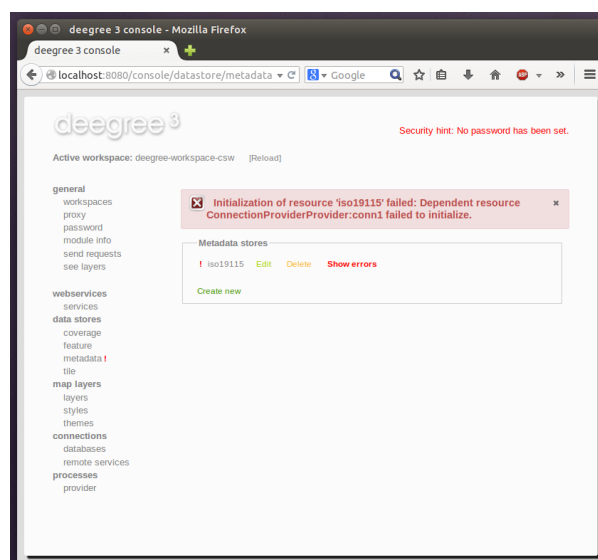 deegree 3 console - Mozilla Firefox
deegree 3 console
localhost:8080/console/datastore/metadata
Google
deegree 3
Security hint: No password has been set.
Active workspace: deegree-workspace-csw [Reload]
general
workspaces
proxy
password
module info
send requests
see layers
webservices
services
data stores
coverage
feature
metadata !
tile
map layers
layers
styles
themes
connections
databases
remote services
processes
provider
Initialization of resource 'iso19115' failed: Dependent resource
ConnectionProviderProvider:conn1 failed to initialize.
Metadata stores
! iso19115 Edit Delete Show errors
Create new